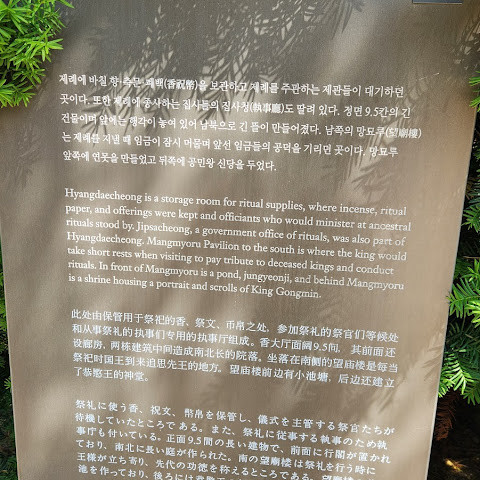 제례에 바칠 향·축문·폐백(香祝幣)을 보관하고 제례를 주관하는 제관들이 대기하던
곳이다. 또한 제례에 종사하는 집사들의 집사청(執事廳)도 딸려 있다. 정면 9.5칸의 긴
건물이며 앞에는 행각이 놓여 있어 남북으로 긴 뜰이 만들어졌다. 남쪽의 망묘루(望廟樓)
는 제례를 지낼 때 임금이 잠시 머물며 앞선 임금들의 공덕을 기리던 곳이다. 망묘루
앞쪽에 연못을 만들었고 뒤쪽에 공민왕 신당을 두었다.
Hyangdaecheong is a storage room for ritual supplies, where incense, ritual
paper, and offerings were kept and officiants who would minister at ancestral
rituals stood by. Jipsacheong, a government office of rituals, was also part of
Hyangdaecheong. Mangmyoru Pavilion to the south is where the king would
take short rests when visiting to pay tribute to deceased kings and conduct
rituals. In front of Mangmyoru is a pond, jungyeonji, and behind Mangmyoru
is a shrine housing a portrait and scrolls of King Gongmin.
此处由保管用于祭祀的香、祭文、币帛之处，参加祭礼的祭官们等候处
和从事祭礼的执事们专用的执事厅组成。香大厅面阔9.5间，其前面还
设廊房，两栋建筑中间造成南北长的院落。坐落在南侧的望庙楼是每当
祭祀时国王到来追思先王的地方。望庙楼前边有小池塘，后边还建立
了恭愍王的神堂。
祭礼に使う香、祝文、幣帛を保管し、儀式を主管する祭官たちが
待機していたところである。また、祭礼に従事する執事のため執
事庁も付いている。正面9.5間の長い建物で、前面に行閣が置かれ
ており、南北に長い庭が作られた。南の望廟楼は祭礼を行う時に
王様が立ち寄り、先代の功徳を称えるところである。望廟楼
池を作っており、後ろには